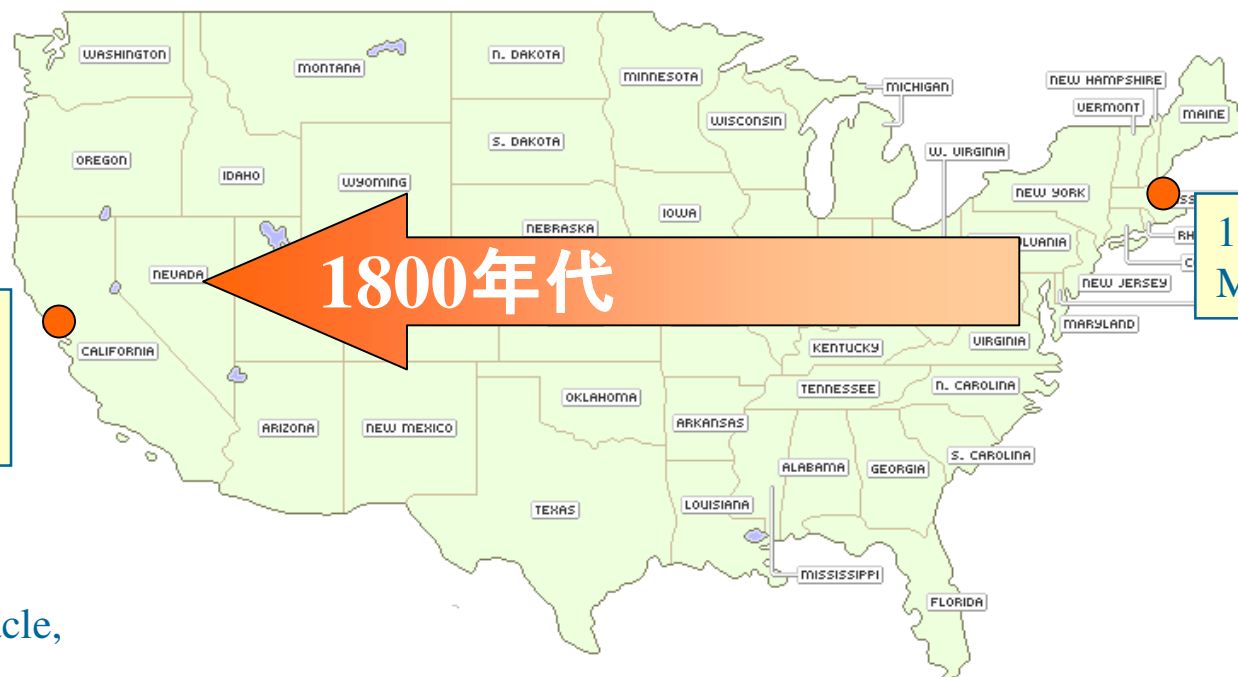 WASHINGTON
MONTANA
N. DAKOTA
MINNESOTA
MICHIGAN
NEW HAMPSHIRE
VERMONT
MAINE
WISCONSIN
S. DAKOTA
OREGON
IDAHO
WYOMING
W. VIRGINIA
NEW YORK
IOWA
NEBRASKA
NEVADA
1800年代
1
M
NEW JERSEY
MARYLAND
CALIFORNIA
KENTUCKY
VIRGINIA
TENNESSEE
N. CAROLINA
OKLAHOMA
ARKANSAS
ARIZONA
NEW MEXICO
S. CAROLINA
ALABAMA
GEORGIA
TEXAS
LOUISIANA
MISSISSIPPI
FLORIDA